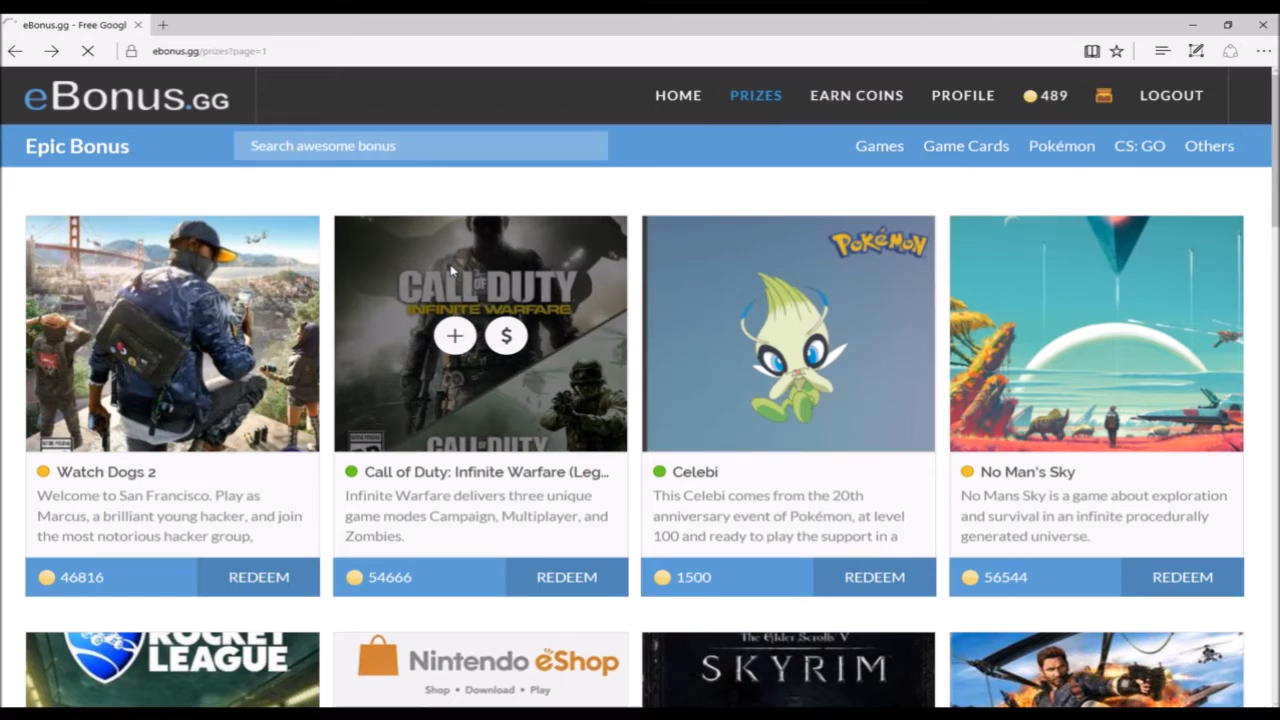 eBonus.gg - Free Googl
ebonus.gg/prizes?page=1
eBonus.GG
HOME PRIZES EARN COINS PROFILE 489 LOGOUT
Epic Bonus
Search awesome bonus
Games Game Cards Pokémon CS: GO Others
CALL OF DUTY
INFINITE WARFARE
$
CALL OF DUTY
POKéMON
Watch Dogs 2
Welcome to San Francisco. Play as
Marcus, a brilliant young hacker, and join
the most notorious hacker group,
46816 REDEEM
Call of Duty: Infinite Warfare (Leg...
Infinite Warfare delivers three unique
game modes Campaign, Multiplayer, and
Zombies.
54666 REDEEM
Celebi
This Celebi comes from the 20th
anniversary event of Pokémon, at level
100 and ready to play the support in a
1500 REDEEM
No Man's Sky
No Mans Sky is a game about exploration
and survival in an infinite procedurally
generated universe.
56544 REDEEM
ROCKET
LEAGUE
Nintendo eShop
Shop • Download • Play
The Elder Scrolls V
SKYRIM